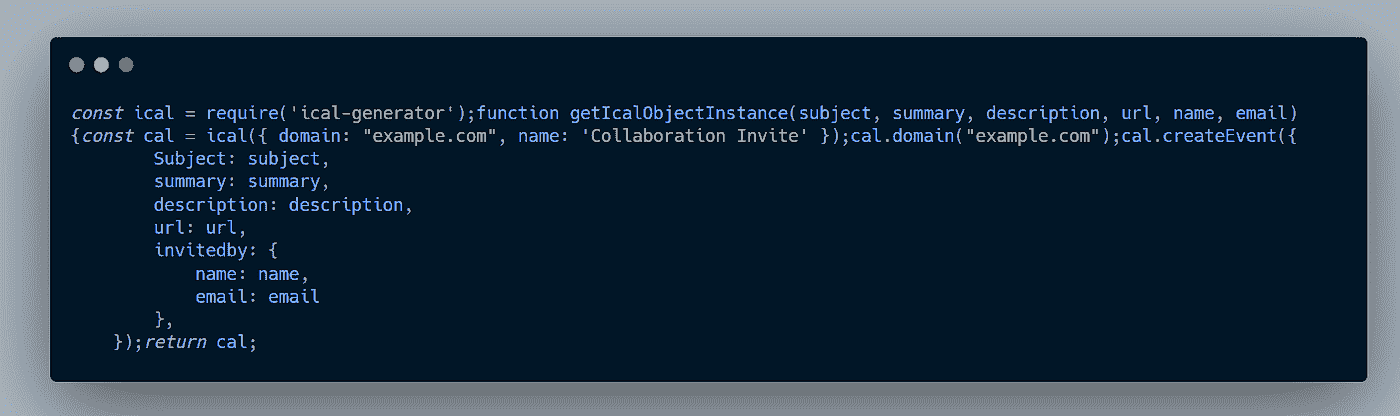 const ical = require('ical-generator');function getIcalObjectInstance(subject, summary, description, url, name, email)
{const cal = ical({ domain: "example.com", name: 'Collaboration Invite' });cal.domain("example.com");cal.createEvent({
Subject: subject,
summary: summary,
description: description,
url: url,
invitedby: {
name: name,
email: email
},
});return cal;